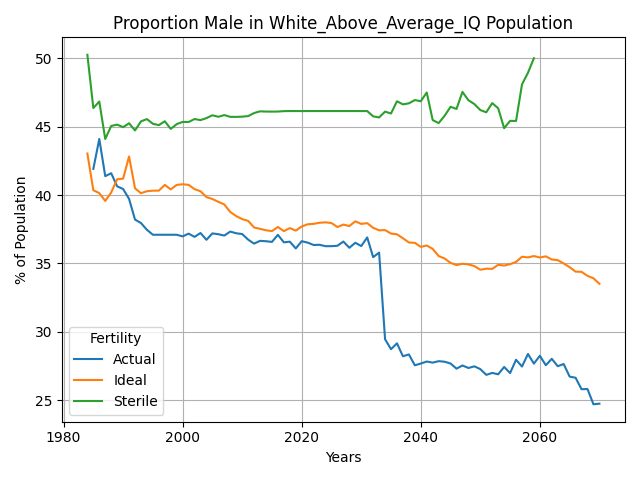 Proportion Male in White_Above_Average_IQ Population
% of Population
50
45
40
35
30
25
Fertility
Actual
Ideal
Sterile
1980 2000 2020 2040 2060
Years